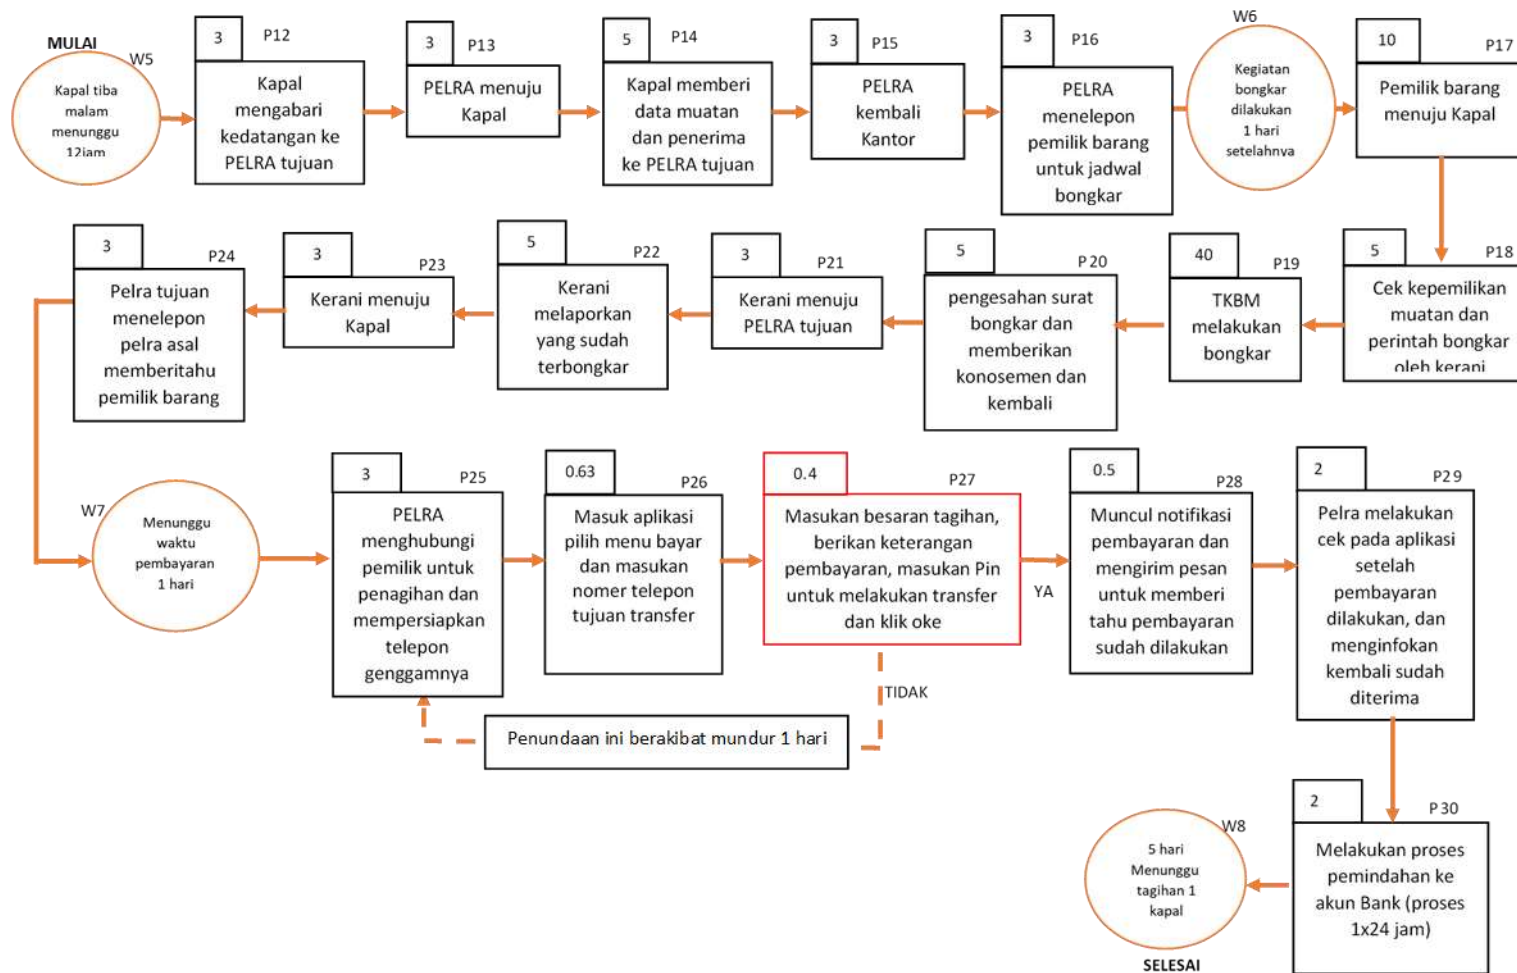 MULAI
W5
Kapal tiba
malam
menunggu
12jam
3
P12
Kapal
mengabari
kedatangan ke
PELRA tujuan
3
P13
PELRA menuju
Kapal
5
P14
Kapal memberi
data muatan
dan penerima
ke PELRA tujuan
3
P15
PELRA
kembali
Kantor
3
P16
PELRA
menelepon
pemilik barang
untuk jadwal
bongkar
W6
Kegiatan
bongkar
dilakukan
1 hari
setelahnya
10
P17
Pemilik barang
menuju Kapal
5
P18
Cek kepemilikan
muatan dan
perintah bongkar
oleh kerani
40
P19
TKBM
melakukan
bongkar
5
P20
pengesahan surat
bongkar dan
memberikan
konosemen dan
kembali
3
P21
Kerani menuju
PELRA tujuan
5
P22
Kerani
melaporkan
yang sudah
terbongkar
3
P23
Kerani menuju
Kapal
3
P24
Pelra tujuan
menelepon
pelra asal
memberitahu
pemilik barang
W7
Menunggu
waktu
pembayaran
1 hari
3
P25
PELRA
menghubungi
pemilik untuk
penagihan dan
mempersiapkan
telepon
genggamnya
0.63
P26
Masuk aplikasi
pilih menu bayar
dan masukan
nomer telepon
tujuan transfer
0.4
P27
Masukan besaran tagihan,
berikan keterangan
pembayaran, masukan Pin
untuk melakukan transfer
dan klik oke
YA
TIDAK
Penundaan ini berakibat mundur 1 hari
0.5
P28
Muncul notifikasi
pembayaran dan
mengirim pesan
untuk memberi
tahu pembayaran
sudah dilakukan
2
P29
Pelra melakukan
cek pada aplikasi
setelah
pembayaran
dilakukan, dan
menginfokan
kembali sudah
diterima
2
P30
Melakukan proses
pemindahan ke
akun Bank (proses
1x24 jam)
W8
5 hari
Menunggu
tagihan 1
kapal
SELESAI